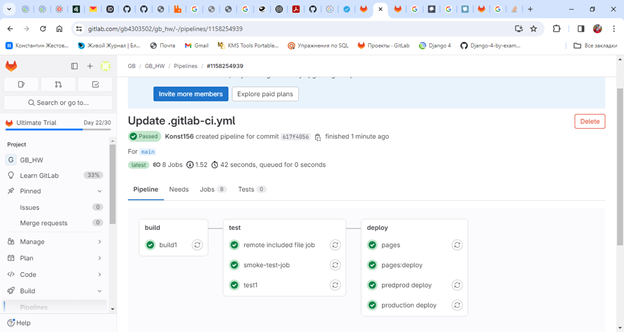 gitlab.com/gb4303502/gb_hw/-/pipelines/1158254939
Константин Жестова...
Живой Журнал | Бл...
Почта
Gmail
KMS Tools Portable...
Упражнения по SQL
Проекты · GitLab
Django 4
Django-4-by-exam...
Все закладки
GB > GB_HW > Pipelines > #1158254939
Invite more members
Explore paid plans
Search or go to...
Ultimate Trial
Day 22/30
Project
G GB_HW
Learn GitLab
33%
Pinned
Issues
0
Merge requests
0
Manage
Plan
Code
Build
Pipelines
Help
Update .gitlab-ci.yml
Delete
Passed Konst156 created pipeline for commit 617f4856 finished 1 minute ago
For main
latest 8 Jobs 1.52 42 seconds, queued for 0 seconds
Pipeline Needs Jobs 8 Tests 0
build
build1
test
remote included file job
smoke-test-job
test1
deploy
pages
pages:deploy
predprod deploy
production deploy